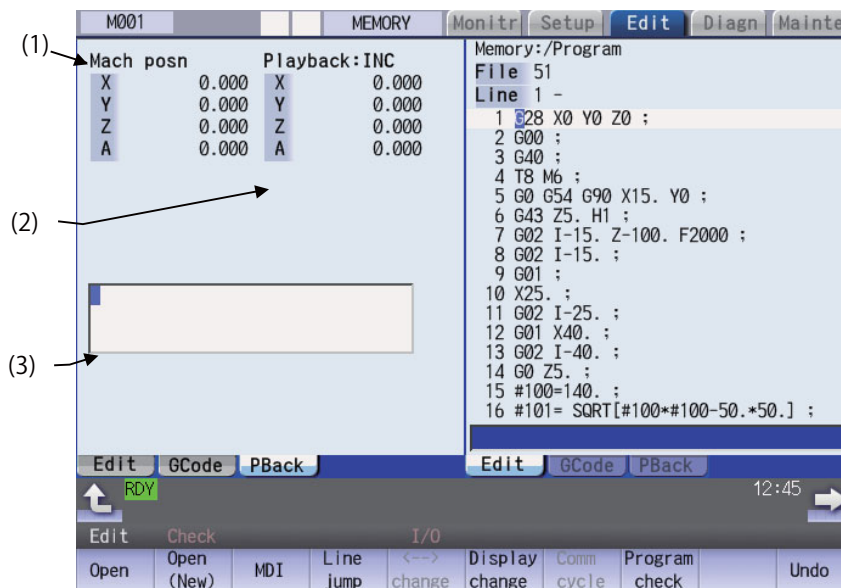 M001 MEMORY Monitr Setup Edit Diagn Mainte
(1)
Mach posn Playback:INC
X 0.000 X 0.000
Y 0.000 Y 0.000
Z 0.000 Z 0.000
A 0.000 A 0.000
(2)
(3)
Edit GCode PBack
Memory:/Program
File 51
Line 1 -
1 G28 X0 Y0 Z0 ;
2 G00 ;
3 G40 ;
4 T8 M6 ;
5 G0 G54 G90 X15. Y0 ;
6 G43 Z5. H1 ;
7 G02 I-15. Z-100. F2000 ;
8 G02 I-15. ;
9 G01 ;
10 X25. ;
11 G02 I-25. ;
12 G01 X40. ;
13 G02 I-40. ;
14 G0 Z5. ;
15 #100=140. ;
16 #101= SQRT[#100*#100-50.*50.] ;
Edit GCode PBack
RDY 12:45
Edit Check I/O
Open Open (New) MDI Line jump <--> change Display change Comm cycle Program check Undo